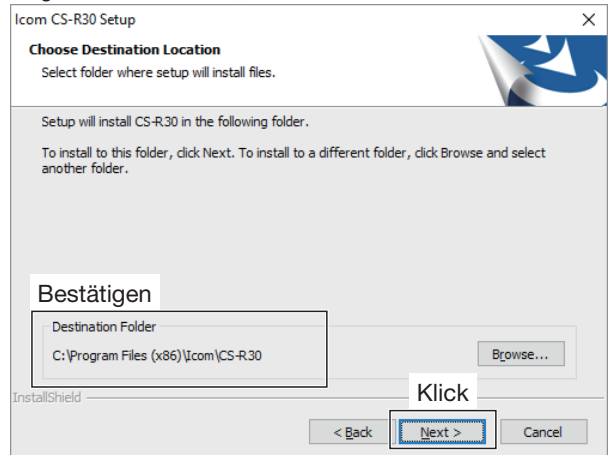 Icom CS-R30 Setup
Choose Destination Location
Select folder where setup will install files.
Setup will install CS-R30 in the following folder.
To install to this folder, click Next. To install to a different folder, click Browse and select
another folder.
Bestätigen
Destination Folder
C:\Program Files (x86)\Icom\CS-R30
Browse...
Klick
InstallShield
< Back
Next >
Cancel